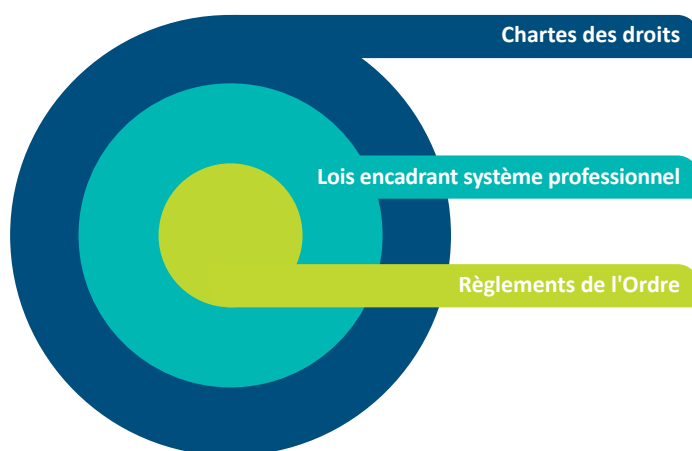 Chartes des droits
Lois encadrant système professionnel
Règlements de l'Ordre